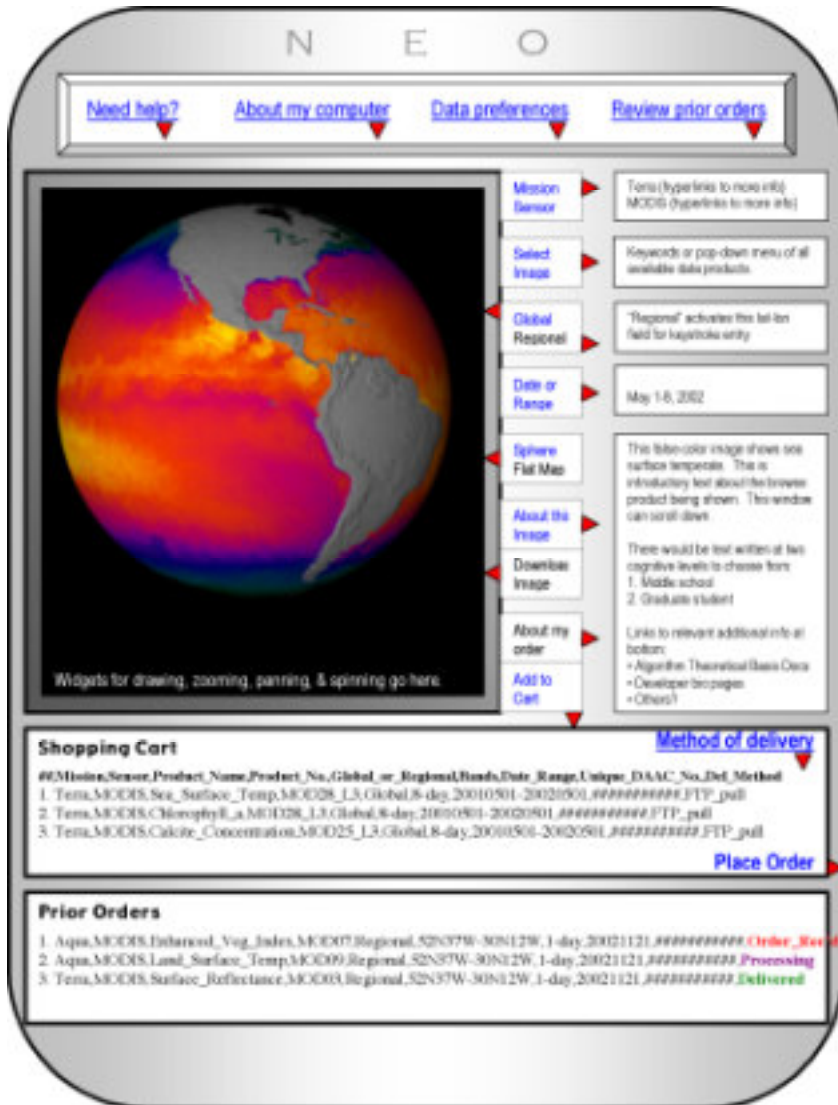 N E O
Need help? About my computer Data preferences Review prior orders
Mission
Sensor
Terra (hyperlinks to more info)
MODIS (hyperlinks to more info)
Select
Image
Keywords or pop-down menu of all
available data products.
Global
Regional
"Regional" activates this lat-lon
field for keystroke entry
Date or
Range
May 1-8, 2002
Sphere
Flat Map
About the
Image
Download
Image
About my
order
Add to
Cart
This false-color image shows sea
surface temperate. This is
introductory text about the browse
product being shown. This window
can scroll down
There would be text written at two
cognitive levels to choose from:
1. Middle school
2. Graduate student
Links to relevant additional info at
bottom:
• Algorithm Theoretical Basis Docs
• Developer bio pages
• Others?
Widgets for drawing, zooming, panning, & spinning go here.
Shopping Cart
Method of delivery
##,Mission,Sensor,Product_Name,Product_No.,Global_or_Regional,Bands,Date_Range,Unique_DAAC_No.,Del_Method
1. Terra,MODIS,Sea_Surface_Temp,MOD28_L3,Global,8-day,20010501-20020501,###########,FTP_pull
2. Terra,MODIS,Chlorophyll_a,MOD28_L3,Global,8-day,20010501-20020501,###########,FTP_pull
3. Terra,MODIS,Calcite_Concentration,MOD25_L3,Global,8-day,20010501-20020501,###########,FTP_pull
Place Order
Prior Orders
1. Aqua,MODIS,Enhanced_Veg_Index,MOD07,Regional,52N37W-30N12W,1-day,20021121,###########,
2. Aqua,MODIS,Land_Surface_Temp,MOD09,Regional,52N37W-30N12W,1-day,20021121,###########,Processing
3. Terra,MODIS,Surface_Reflectance,MOD03,Regional,52N37W-30N12W,1-day,20021121,###########,Delivered